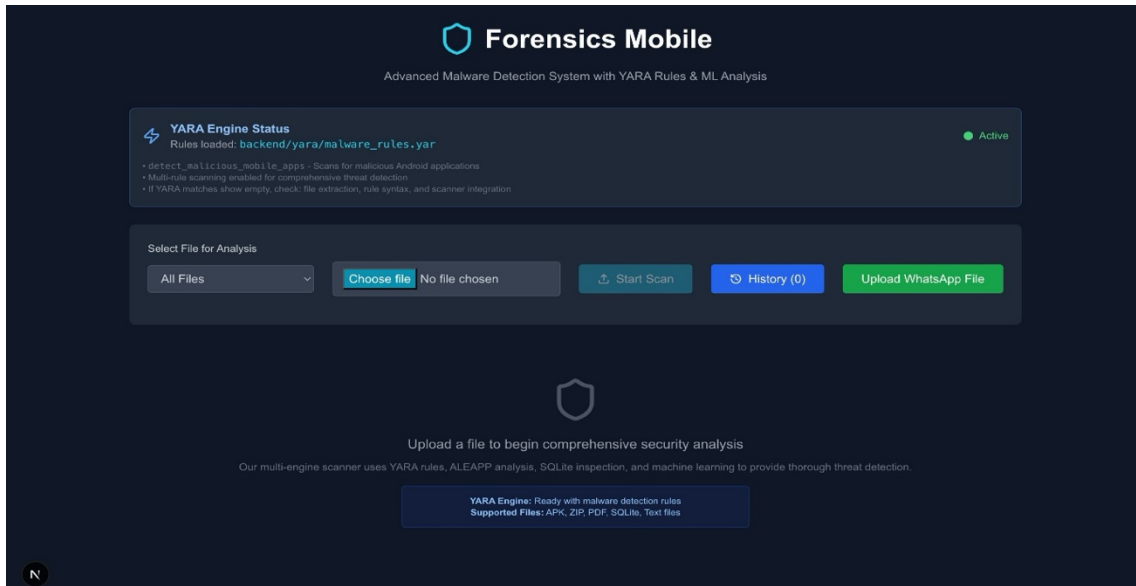 Forensics Mobile
Advanced Malware Detection System with YARA Rules & ML Analysis
YARA Engine Status
Rules loaded: backend/yara/malware_rules.yar
Active
• detect_malicious_mobile_apps - Scans for malicious Android applications
• Multi-rule scanning enabled for comprehensive threat detection
• If YARA matches show empty, check: file extraction, rule syntax, and scanner integration
Select File for Analysis
All Files
Choose file No file chosen
Start Scan
History (0)
Upload WhatsApp File
Upload a file to begin comprehensive security analysis
Our multi-engine scanner uses YARA rules, ALEAPP analysis, SQLite inspection, and machine learning to provide thorough threat detection.
YARA Engine: Ready with malware detection rules
Supported Files: APK, ZIP, PDF, SQLite, Text files
N